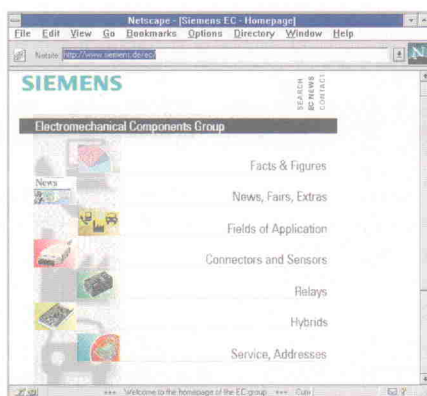 Netscape - [Siemens EC - Homepage]
File Edit View Go Bookmarks Options Directory Window Help
Netsite: http://www.siemens.de/ec/
SIEMENS
SEARCH
EC NEWS
CONTACT
Electromechanical Components Group
Facts & Figures
News
News, Fairs, Extras
Fields of Application
Connectors and Sensors
Relays
Hybrids
Service, Addresses
*** Welcome to the homepage of the EC group *** Curr